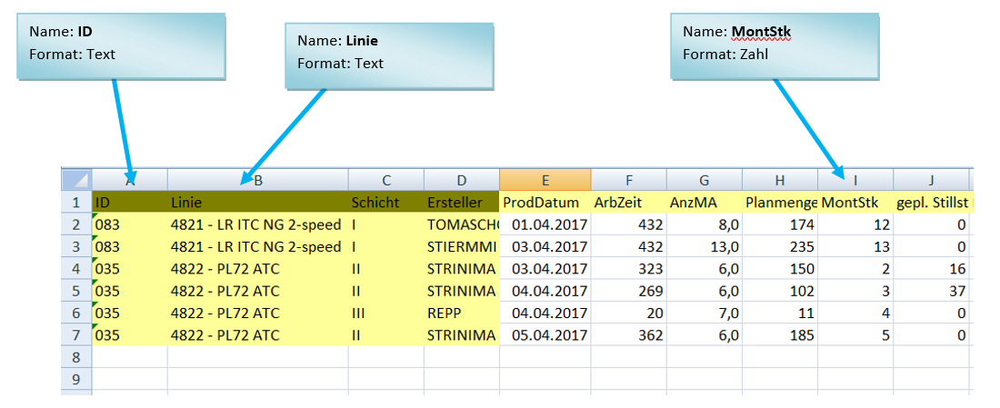 Name: ID
Format: Text
Name: Linie
Format: Text
Name: MontStk
Format: Zahl
A B C D E F G H I J
1 ID Linie Schicht Ersteller ProdDatum ArbZeit AnzMA Planmenge MontStk gepl. Stillst
2 083 4821 - LR ITC NG 2-speed I TOMASCH 01.04.2017 432 8,0 174 12 0
3 083 4821 - LR ITC NG 2-speed I STIERMMI 03.04.2017 432 13,0 235 13 0
4 035 4822 - PL72 ATC II STRINIMA 03.04.2017 323 6,0 150 2 16
5 035 4822 - PL72 ATC II STRINIMA 04.04.2017 269 6,0 102 3 37
6 035 4822 - PL72 ATC III REPP 04.04.2017 20 7,0 11 4 0
7 035 4822 - PL72 ATC II STRINIMA 05.04.2017 362 6,0 185 5 0
8
9